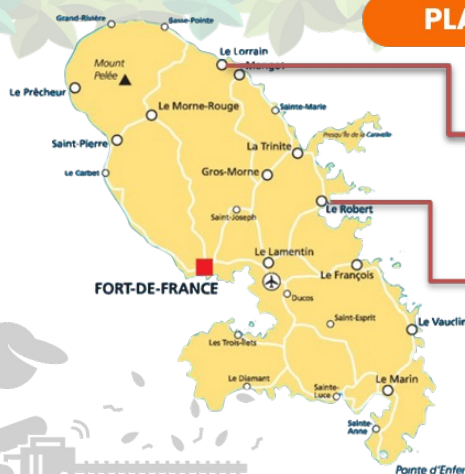 PLA
Grand-Rivière
Basse-Pointe
Le Lorrain
Mount
Pelée
Le Prêcheur
Le Morne-Rouge
Sainte-Marie
Saint-Pierre
La Trinite
Presqu'île de la Caravelle
Le Carbet
Gros-Morne
Saint-Joseph
Le Robert
Le Lamentin
FORT-DE-FRANCE
Le François
Ducos
Saint-Esprit
Le Vauclin
Les Trois-Ilets
Le Diamant
Sainte-
Luce
Le Marin
Sainte-
Anne
Pointe d'Enfer